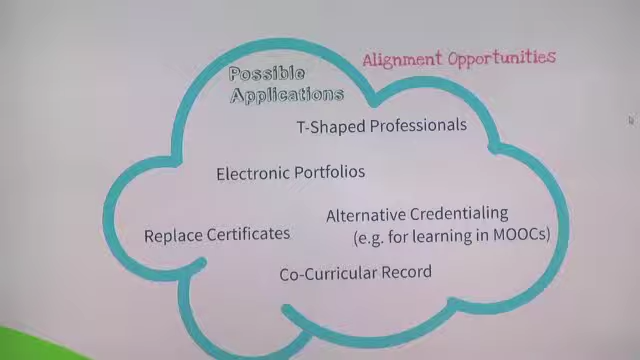 Alignment Opportunities
Possible
Applications
T-Shaped Professionals
Electronic Portfolios
Alternative Credentialing
(e.g. for learning in MOOCs)
Replace Certificates
Co-Curricular Record